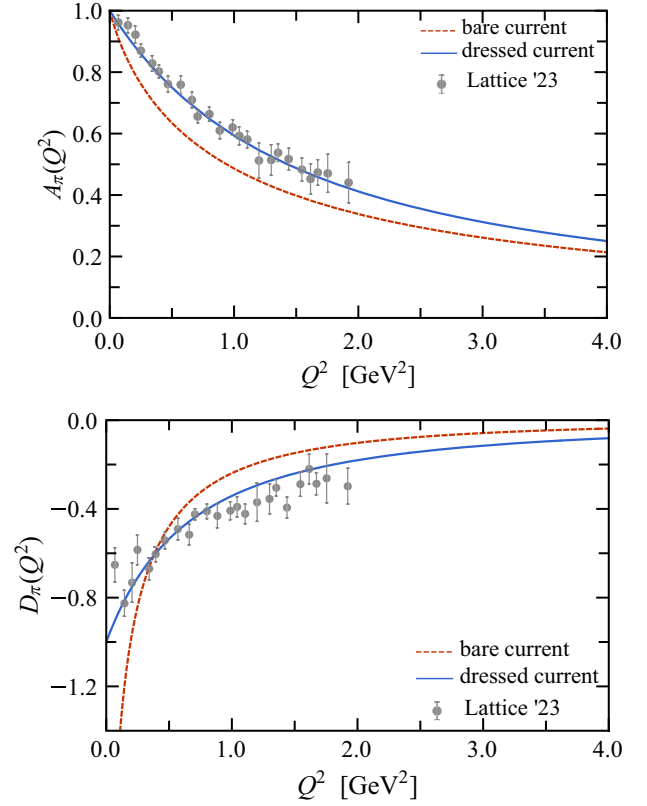 1.0
0.8
0.6
0.4
0.2
0.0
A_π(Q²)
bare current
dressed current
Lattice '23
0.0 1.0 2.0 3.0 4.0
Q² [GeV²]
0.0
−0.4
−0.8
−1.2
D_π(Q²)
bare current
dressed current
Lattice '23
0.0 1.0 2.0 3.0 4.0
Q² [GeV²]